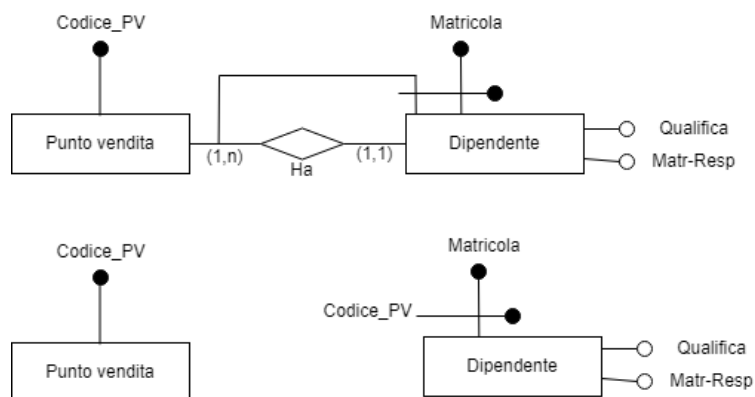 Codice_PV
Matricola
Punto vendita
(1,n)
Ha
(1,1)
Dipendente
Qualifica
Matr-Resp
Codice_PV
Matricola
Codice_PV
Punto vendita
Dipendente
Qualifica
Matr-Resp